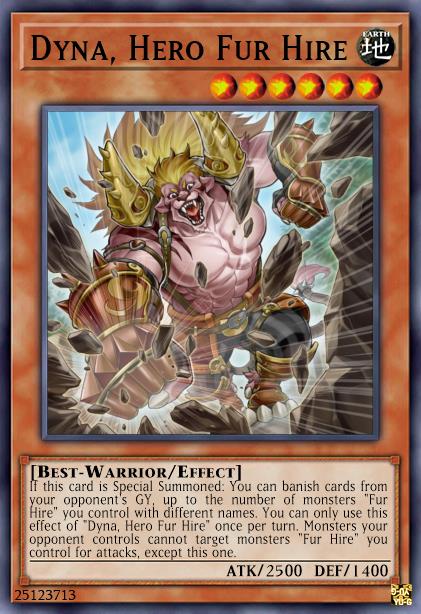 Dyna, Hero Fur Hire
EARTH
地
[Best-Warrior/Effect]
If this card is Special Summoned: You can banish cards from
your opponent's GY, up to the number of monsters "Fur
Hire" you control with different names. You can only use this
effect of "Dyna, Hero Fur Hire" once per turn. Monsters your
opponent controls cannot target monsters "Fur Hire" you
control for attacks, except this one.
ATK/2500 DEF/1400
25123713